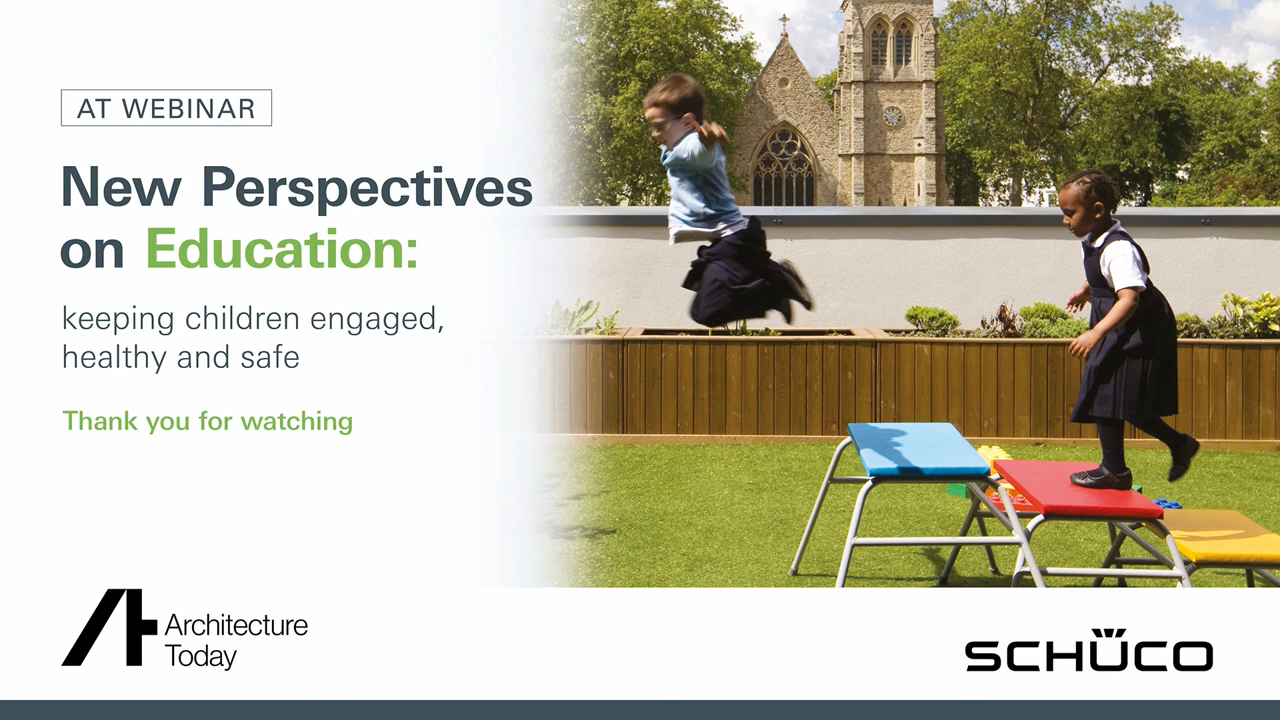 AT WEBINAR
New Perspectives
on Education:
keeping children engaged,
healthy and safe
Thank you for watching
Architecture
Today
SCHÜCO